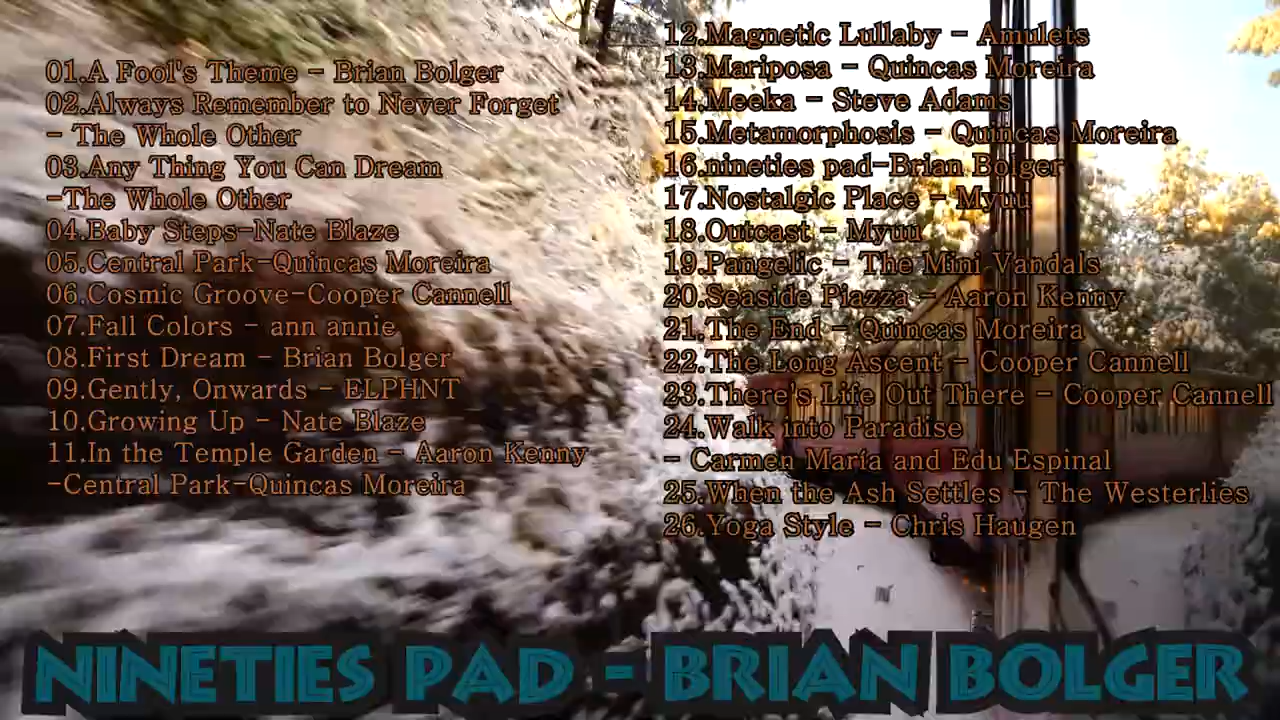 01.A Fool's Theme - Brian Bolger
02.Always Remember to Never Forget
- The Whole Other
03.Any Thing You Can Dream
-The Whole Other
04.Baby Steps-Nate Blaze
05.Central Park-Quincas Moreira
06.Cosmic Groove-Cooper Cannell
07.Fall Colors - ann annie
08.First Dream - Brian Bolger
09.Gently, Onwards - ELPHNT
10.Growing Up - Nate Blaze
11.In the Temple Garden - Aaron Kenny
-Central Park-Quincas Moreira
12.Magnetic Lullaby - Amulets
13.Mariposa - Quincas Moreira
14.Meeka - Steve Adams
15.Metamorphosis - Quincas Moreira
16.nineties pad-Brian Bolger
17.Nostalgic Place - Myuu
18.Outcast - Myuu
19.Pangelic - The Mini Vandals
20.Seaside Piazza - Aaron Kenny
21.The End - Quincas Moreira
22.The Long Ascent - Cooper Cannell
23.There's Life Out There - Cooper Cannell
24.Walk into Paradise
- Carmen María and Edu Espinal
25.When the Ash Settles - The Westerlies
26.Yoga Style - Chris Haugen
NINETIES PAD - BRIAN BOLGER